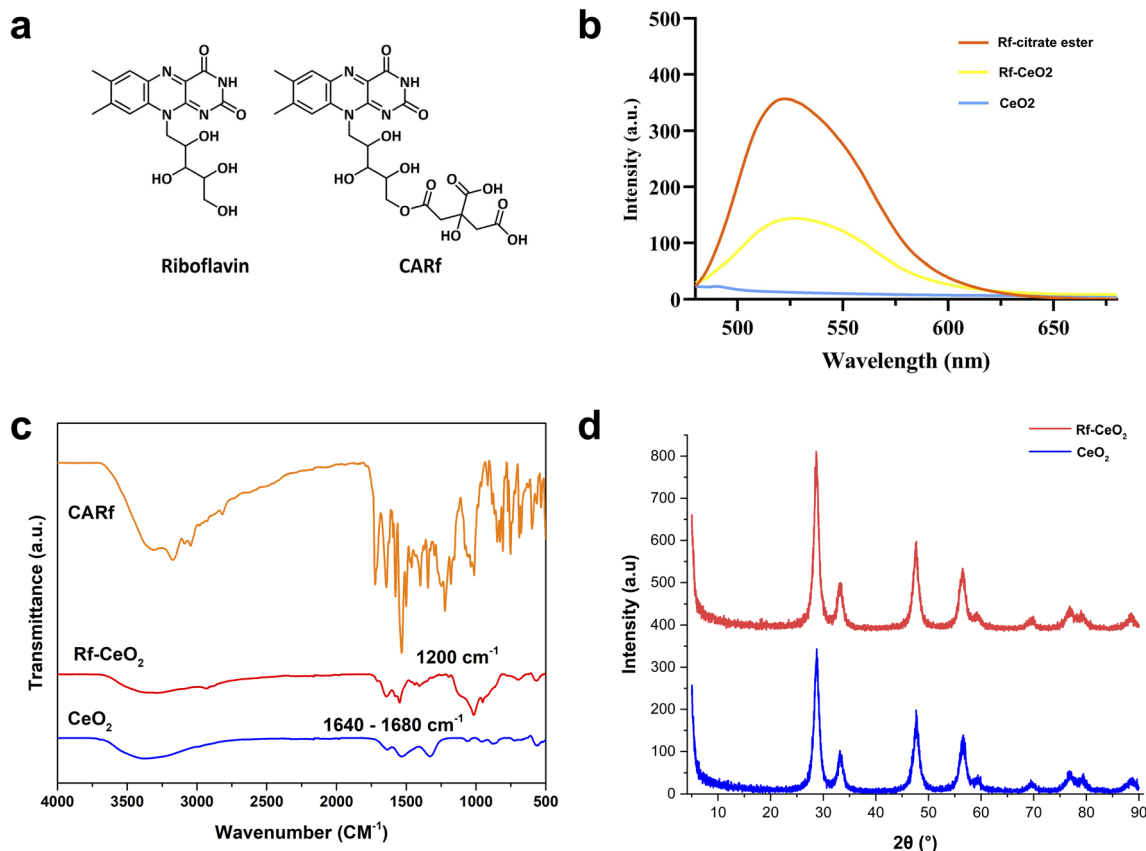 a
O
N
NH
N
N
O
OH
HO
OH
OH
Riboflavin
O
N
NH
N
N
O
OH
HO
OH
O
O
O
OH
HO
O
OH
CARf
b
Rf-citrate ester
Rf-CeO2
CeO2
Intensity (a.u.)
500
400
300
200
100
0
500
550
600
650
Wavelength (nm)
c
CARf
Rf-CeO₂
CeO₂
1200 cm⁻¹
1640 - 1680 cm⁻¹
Transmittance (a.u.)
4000
3500
3000
2500
2000
1500
1000
500
Wavenumber (CM⁻¹)
d
Rf-CeO₂
CeO₂
Intensity (a.u)
800
700
600
500
400
300
200
100
0
10
20
30
40
50
60
70
80
90
2θ (°)